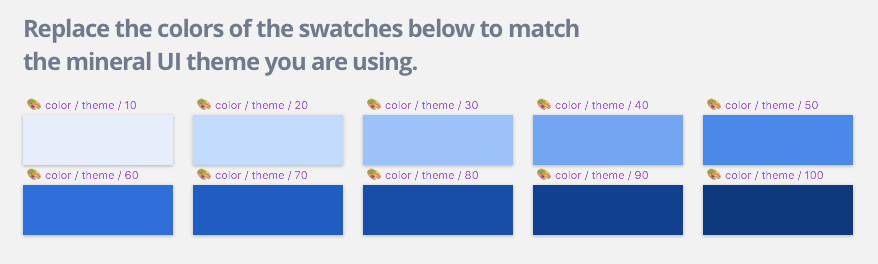 Replace the colors of the swatches below to match
the mineral UI theme you are using.
color / theme / 10
color / theme / 20
color / theme / 30
color / theme / 40
color / theme / 50
color / theme / 60
color / theme / 70
color / theme / 80
color / theme / 90
color / theme / 100